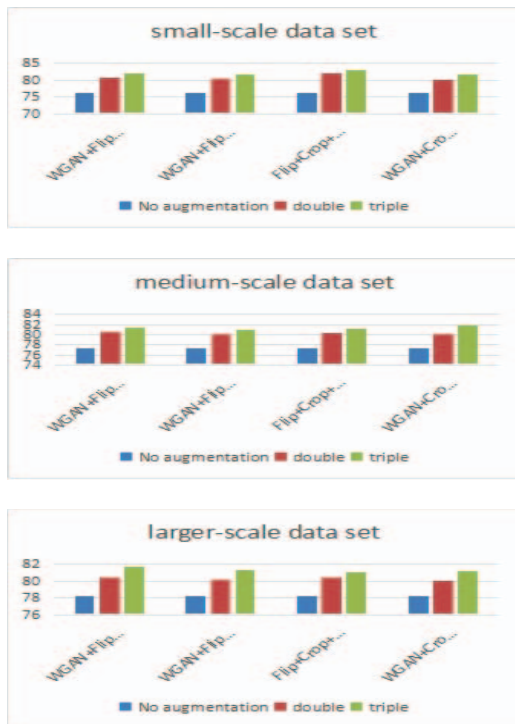 small-scale data set
85
80
75
70
WGAN+Flip... WGAN+Flip... Flip+Crop+... WGAN+Cro...
No augmentation double triple
medium-scale data set
84
82
80
78
76
74
WGAN+Flip... WGAN+Flip... Flip+Crop+... WGAN+Cro...
No augmentation double triple
larger-scale data set
82
80
78
76
WGAN+Flip... WGAN+Flip... Flip+Crop+... WGAN+Cro...
No augmentation double triple